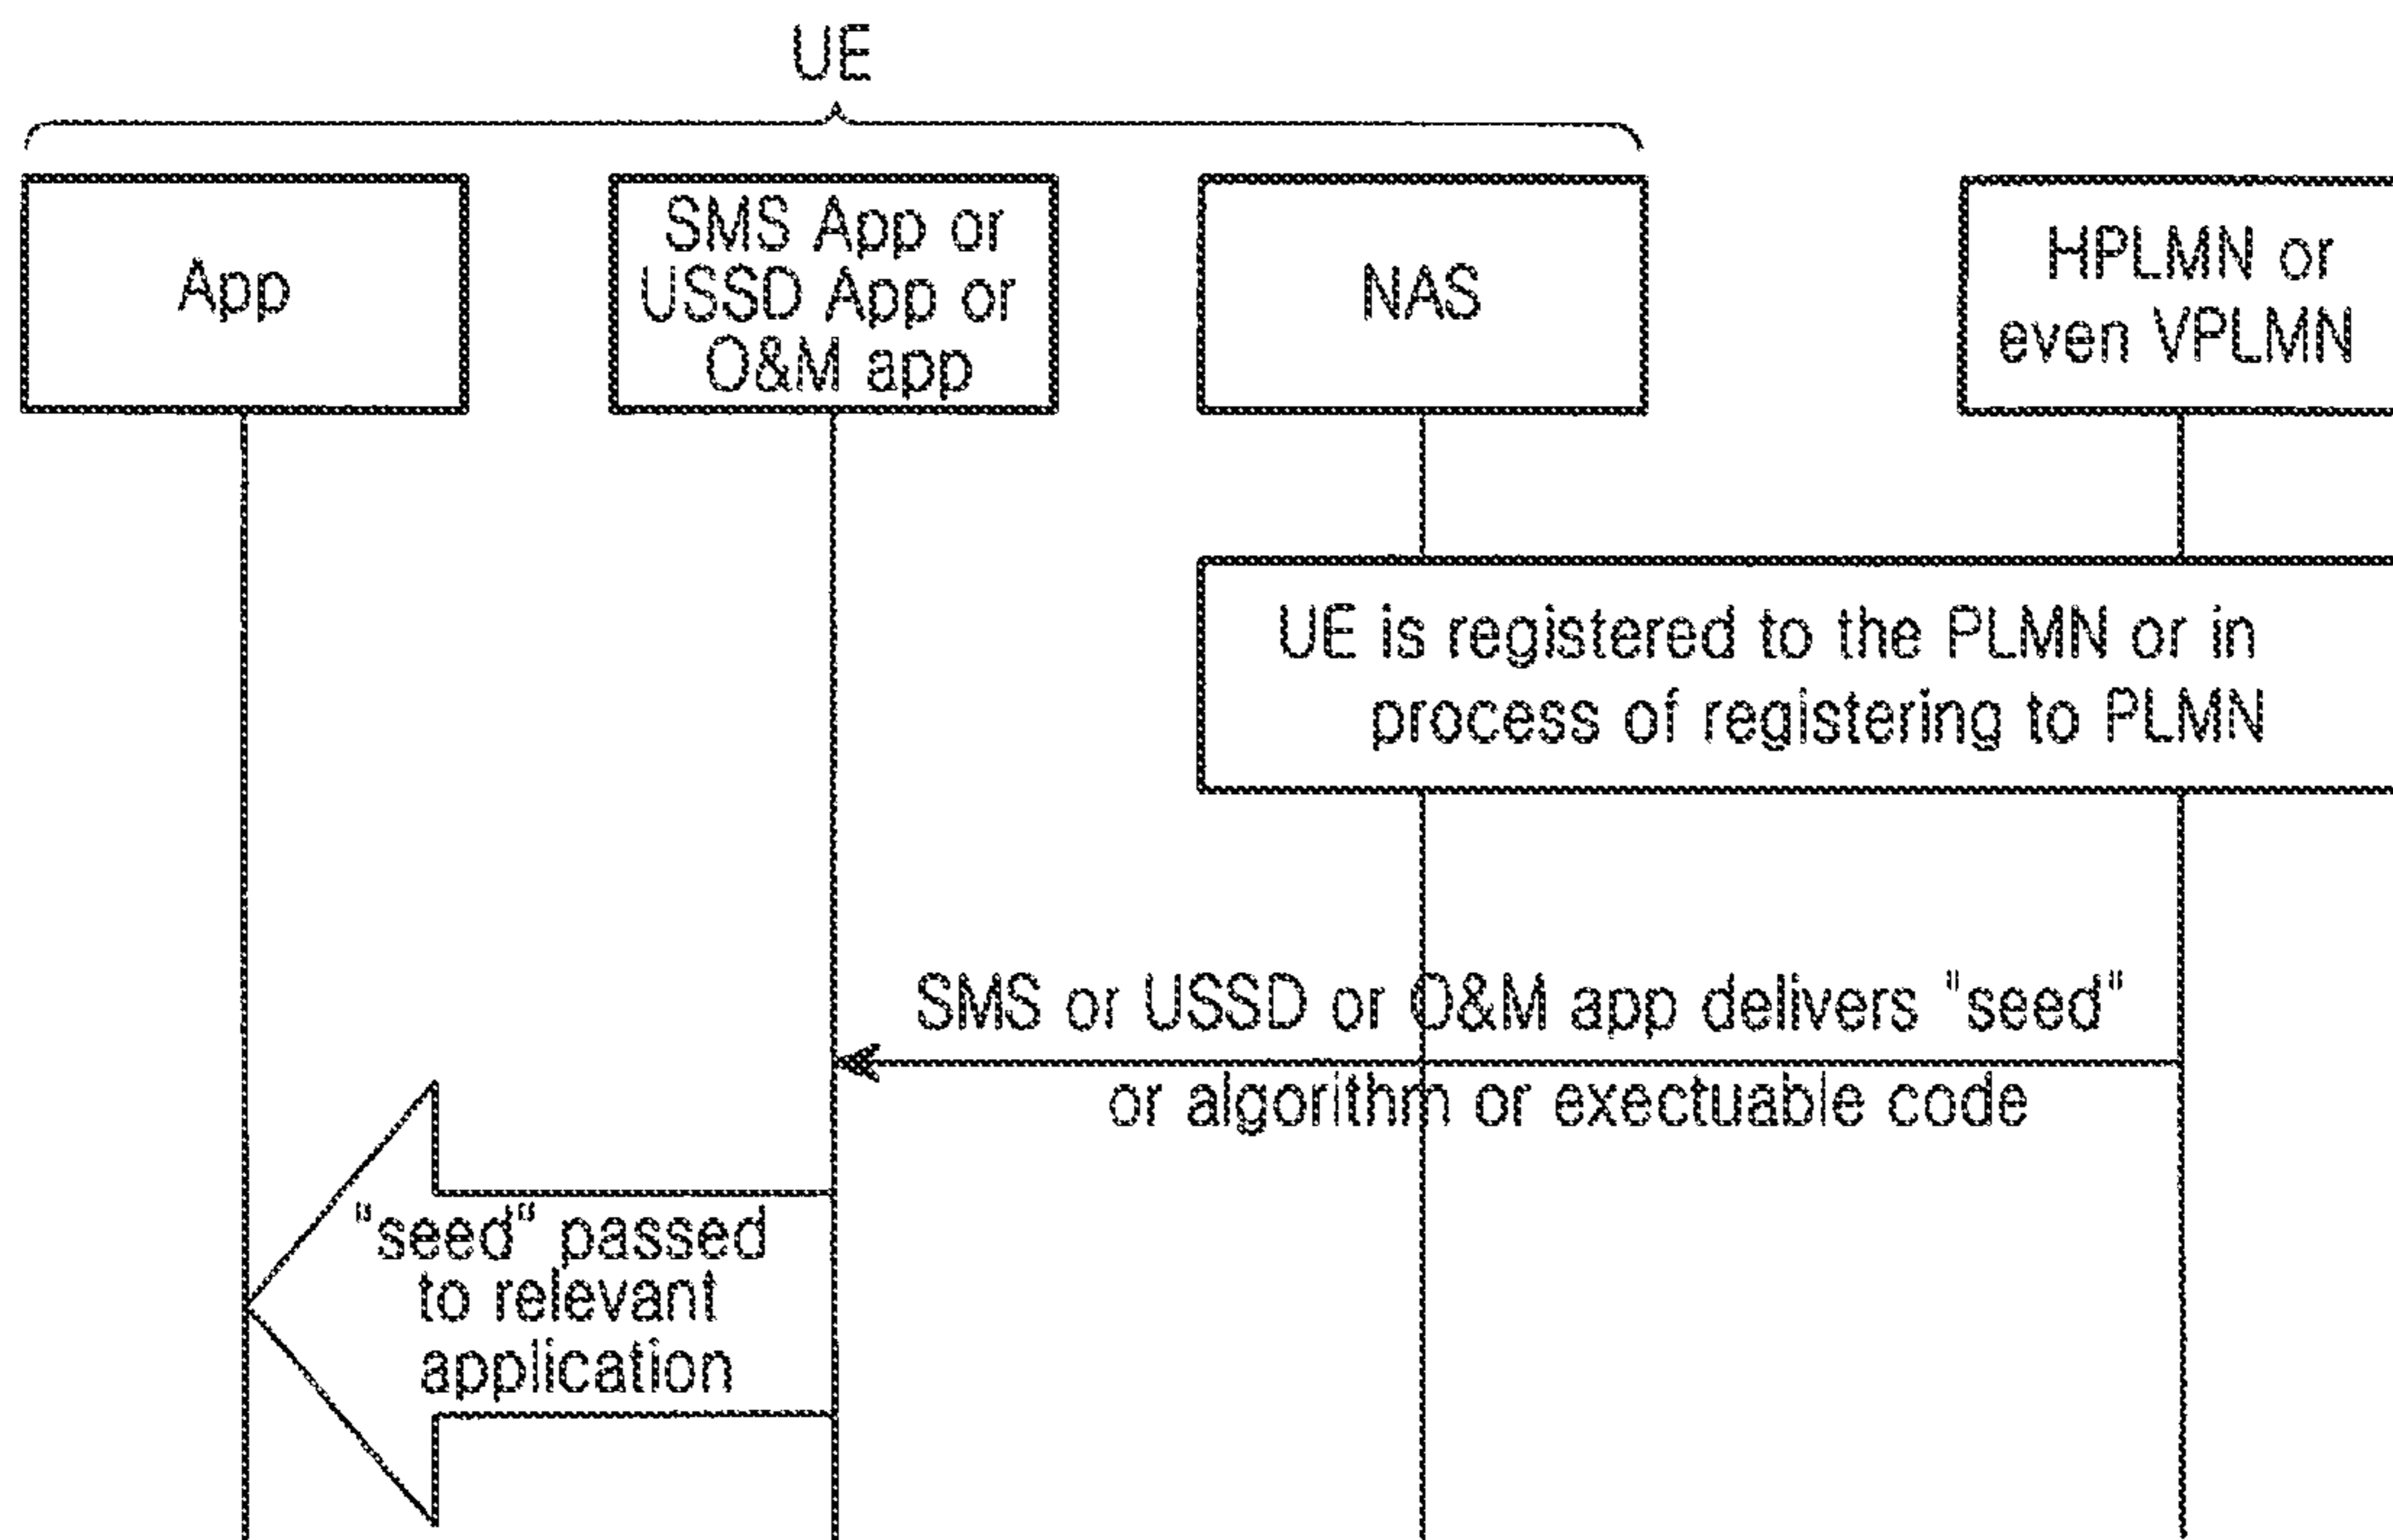 UE
App
SMS App or
USSD App or
O&M app
NAS
HPLMN or
even VPLMN
UE is registered to the PLMN or in
process of registering to PLMN
SMS or USSD or O&M app delivers "seed"
or algorithm or exectuable code
"seed" passed
to relevant
application